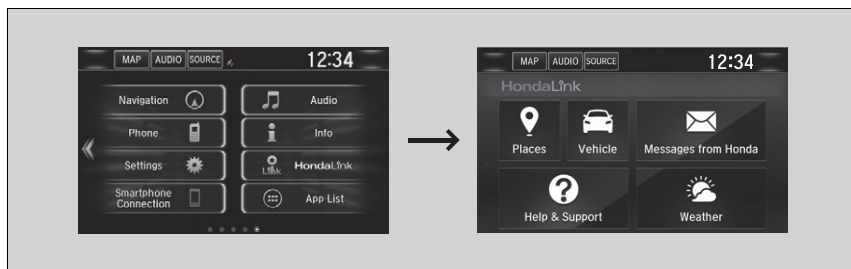 MAP AUDIO SOURCE 12:34
Navigation Audio
Phone Info
Settings Link HondaLink
Smartphone
Connection
App List
MAP AUDIO SOURCE 12:34
HondaLink
Places Vehicle Messages from Honda
Help & Support Weather